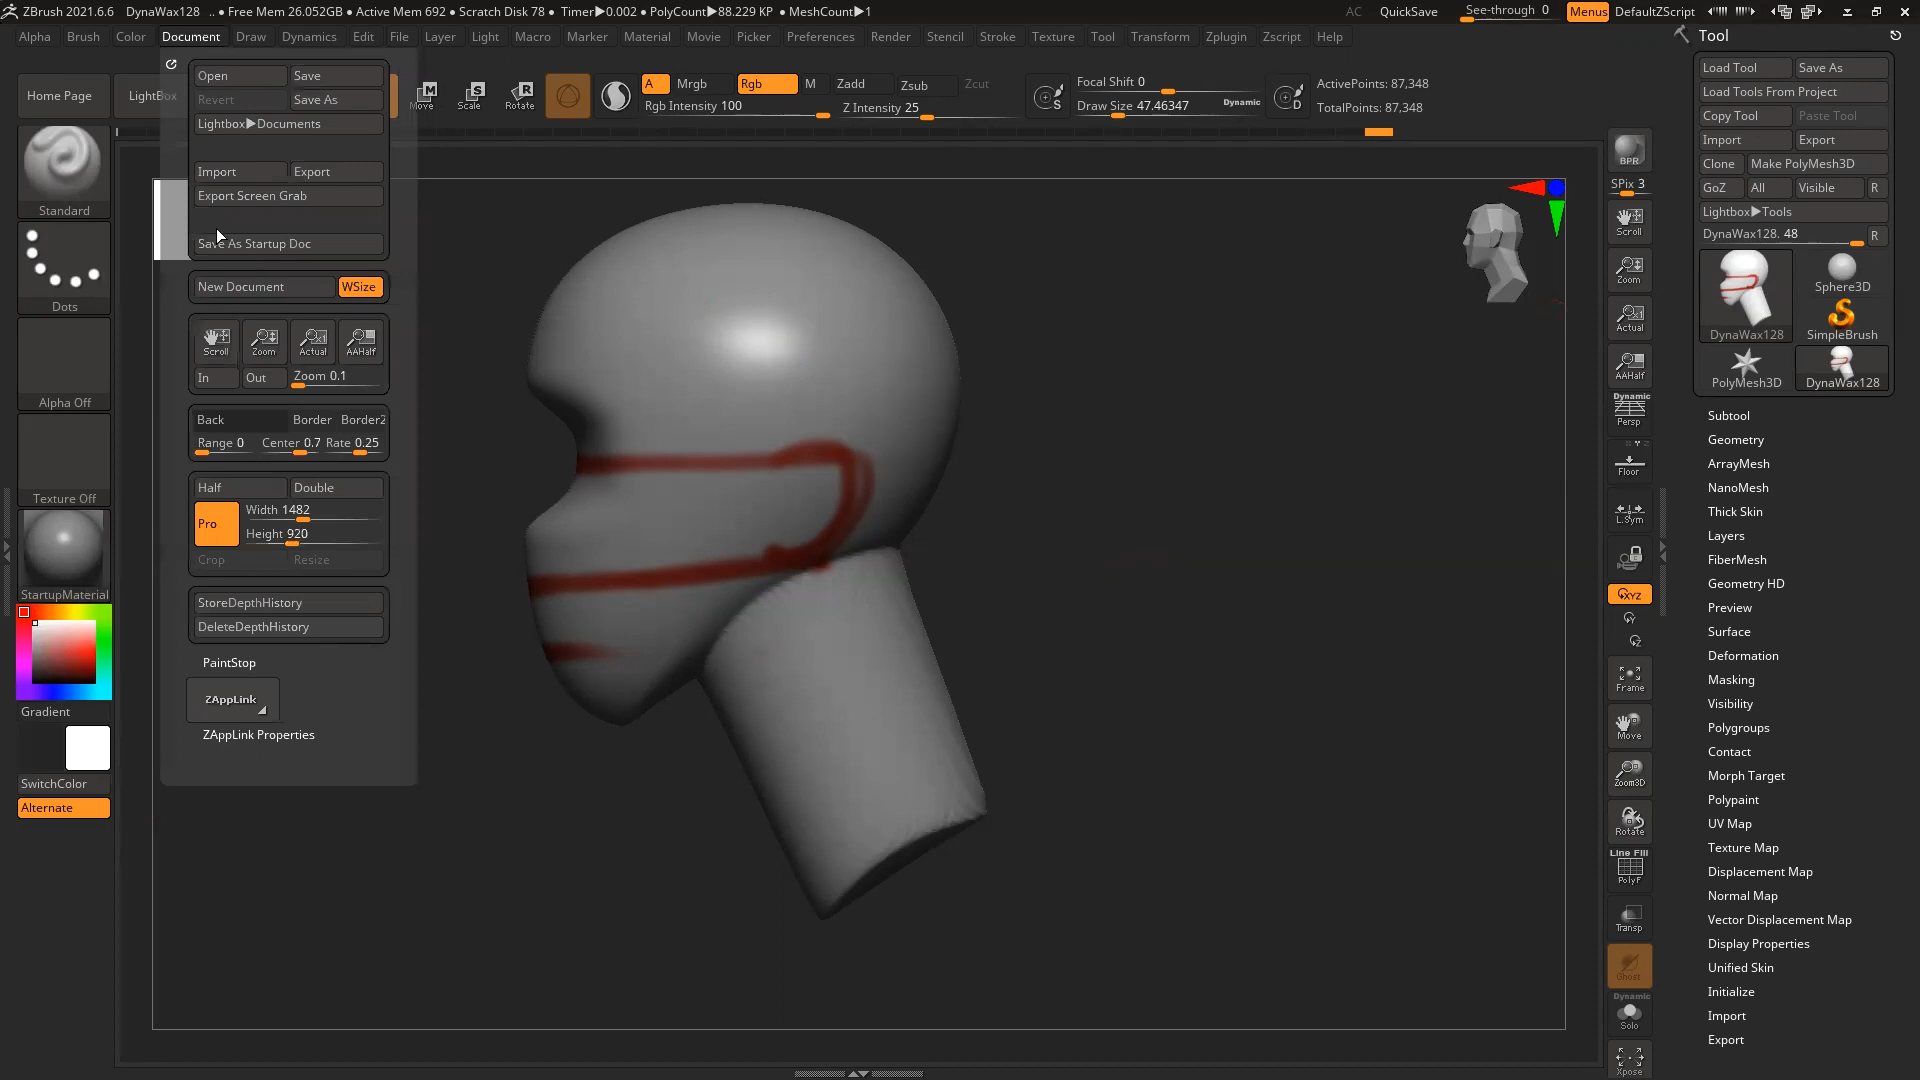 ZBrush 2021.6.6 DynaWax128 .. • Free Mem 26.052GB • Active Mem 692 • Scratch Disk 78 • Timer▶0.002 • PolyCount▶88.229 KP • MeshCount▶1 AC QuickSave See-through 0 Menus DefaultZScript
Alpha Brush Color Document Draw Dynamics Edit File Layer Light Macro Marker Material Movie Picker Preferences Render Stencil Stroke Texture Tool Transform Zplugin Zscript Help
Home Page LightBox
Move Scale Rotate
A Mrgb Rgb M Zadd Zsub Zcut
Rgb Intensity 100 Z Intensity 25
S Focal Shift 0
Draw Size 47.46347 Dynamic D
ActivePoints: 87,348
TotalPoints: 87,348
Open Save
Revert Save As
Lightbox▶Documents
Import Export
Export Screen Grab
Save As Startup Doc
New Document WSize
Scroll Zoom Actual AAHalf
In Out Zoom 0.1
Back Border Border2
Range 0 Center 0.7 Rate 0.25
Half Double
Pro Width 1482
Height 920
Crop Resize
StoreDepthHistory
DeleteDepthHistory
PaintStop
ZAppLink
ZAppLink Properties
Standard
Dots
Alpha Off
Texture Off
StartupMaterial
Gradient
SwitchColor
Alternate
BPR
SPix 3
Scroll
Zoom
Actual
AAHalf
Dynamic
Persp
Floor
L.Sym
XYZ
Frame
Move
Zoom3D
Rotate
Line Fill
PolyF
Transp
Ghost
Dynamic
Solo
Xpose
Tool
Load Tool Save As
Load Tools From Project
Copy Tool Paste Tool
Import Export
Clone Make PolyMesh3D
GoZ All Visible R
Lightbox▶Tools
DynaWax128. 48 R
DynaWax128 Sphere3D
SimpleBrush
PolyMesh3D DynaWax128
Subtool
Geometry
ArrayMesh
NanoMesh
Thick Skin
Layers
FiberMesh
Geometry HD
Preview
Surface
Deformation
Masking
Visibility
Polygroups
Contact
Morph Target
Polypaint
UV Map
Texture Map
Displacement Map
Normal Map
Vector Displacement Map
Display Properties
Unified Skin
Initialize
Import
Export